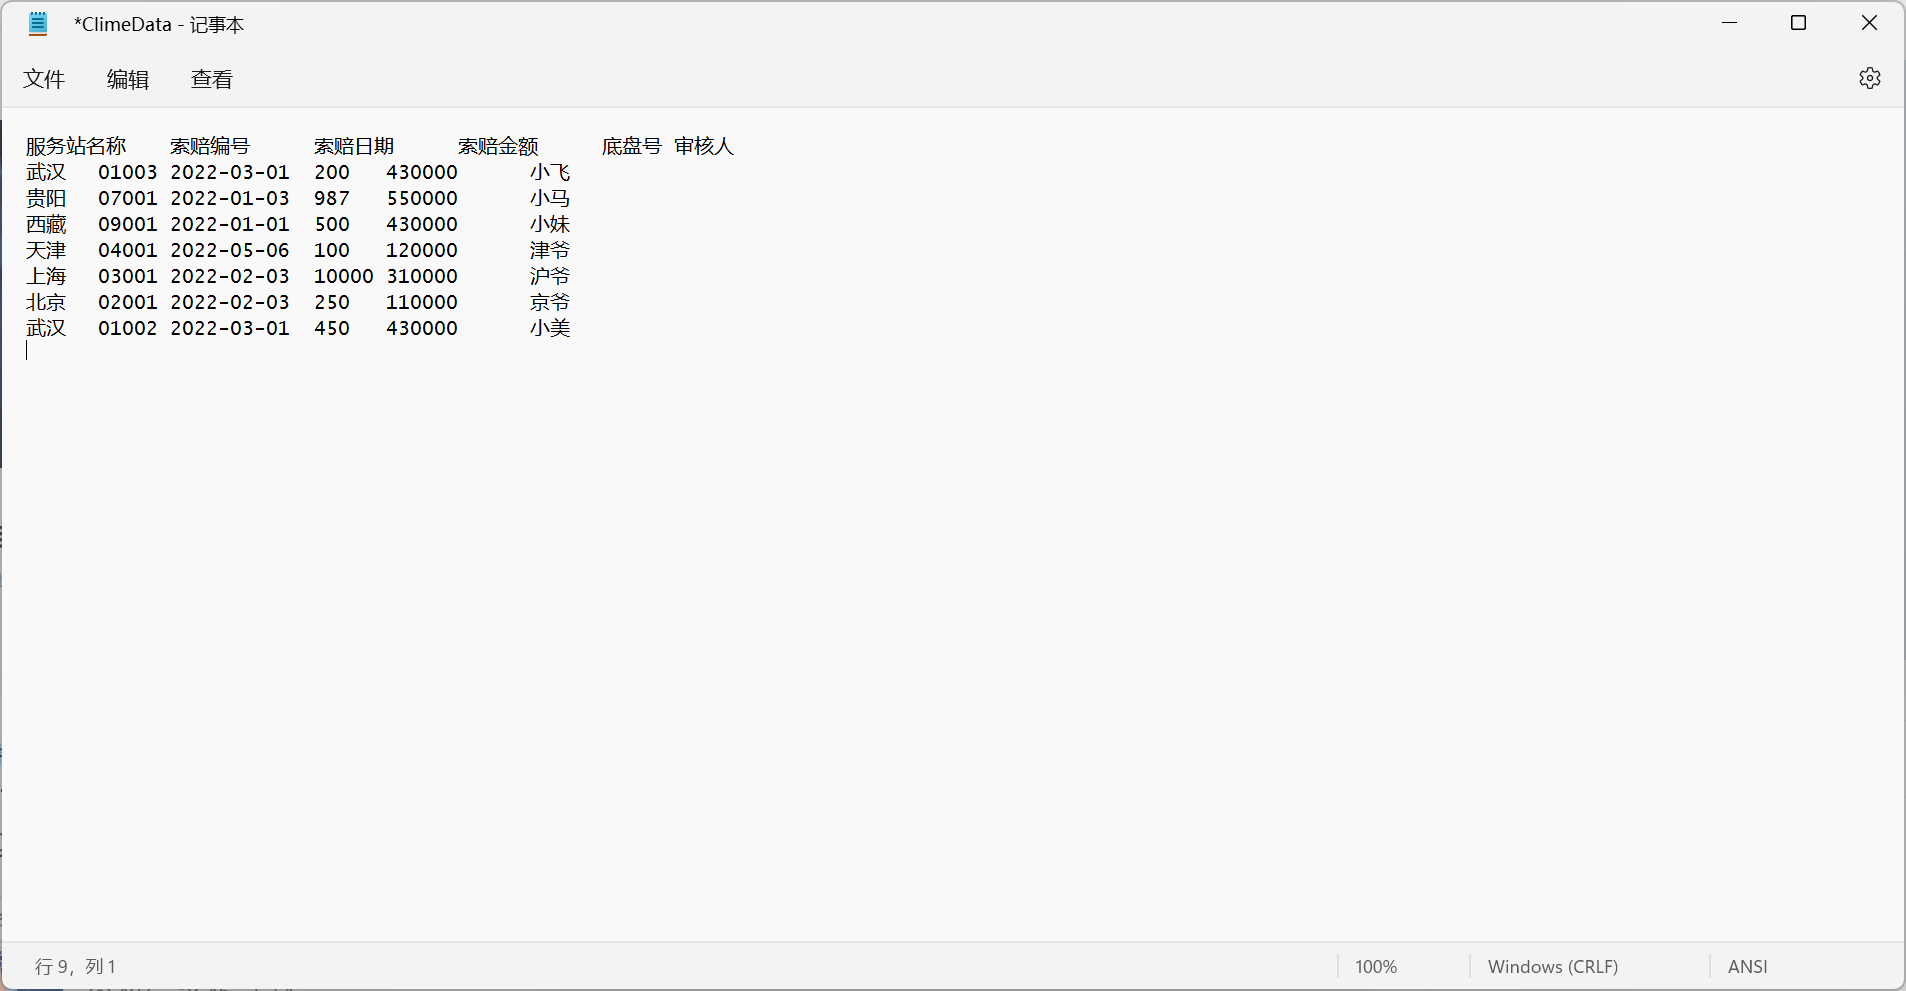 *ClimeData - 记事本
文件 编辑 查看
服务站名称 索赔编号 索赔日期 索赔金额 底盘号 审核人
武汉 01003 2022-03-01 200 430000 小飞
贵阳 07001 2022-01-03 987 550000 小马
西藏 09001 2022-01-01 500 430000 小妹
天津 04001 2022-05-06 100 120000 津爷
上海 03001 2022-02-03 10000 310000 沪爷
北京 02001 2022-02-03 250 110000 京爷
武汉 01002 2022-03-01 450 430000 小美
行 9，列 1 100% Windows (CRLF) ANSI